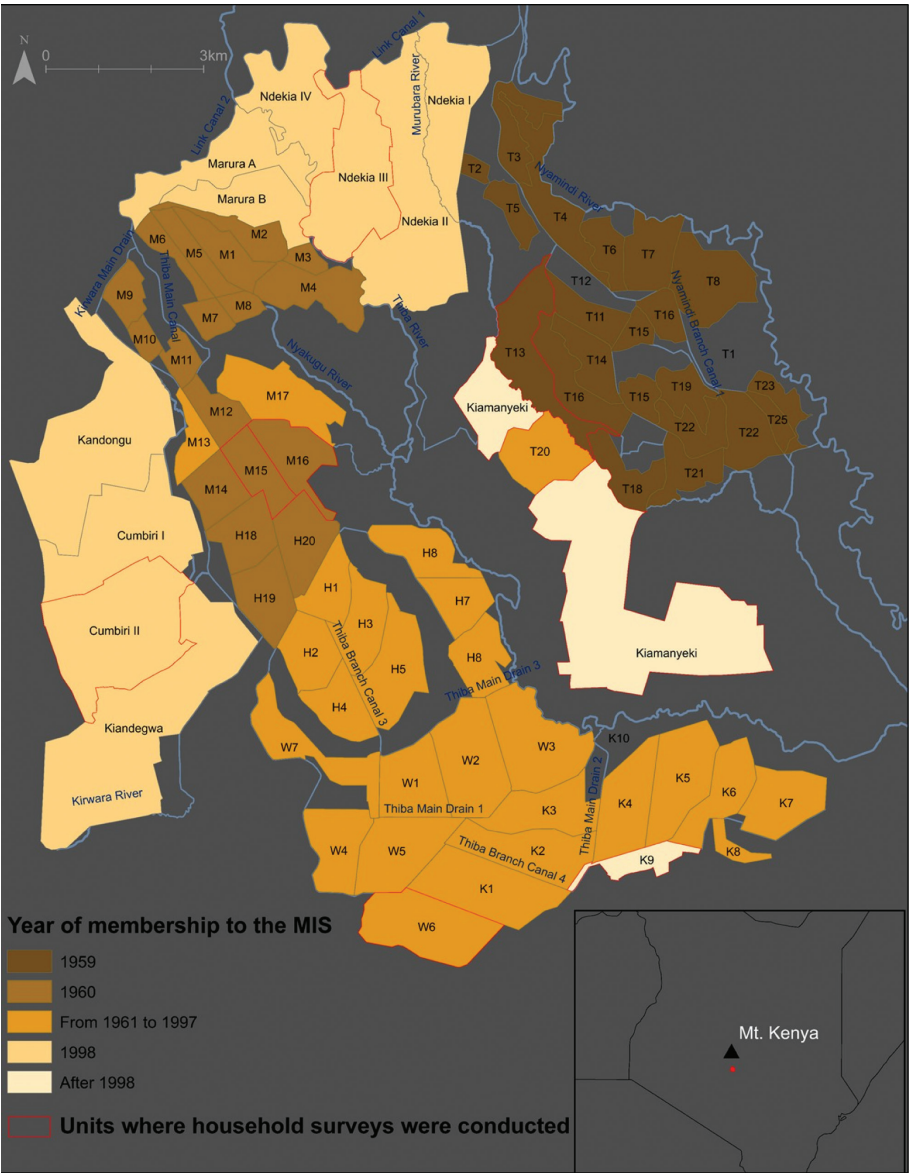 N
0
3km
Link Canal 1
Link Canal 2
Murubara River
Ndekia IV
Ndekia I
Marura A
Ndekia III
Marura B
Ndekia II
T3
T2
Nyamindi River
T5
T4
T6
T7
T8
T12
Nyamindi Branch Canal 1
T11
T16
T15
T1
T13
T14
T16
T15
T19
T23
T25
T22
T22
T21
T18
T20
Kiamanyeki
Kiamanyeki
Kirwara Main Drain
Thiba Main Canal
M6
M5
M1
M2
M3
M4
M9
M7
M8
M10
M11
Nyakugu River
Thiba River
M17
M12
M13
M15
M16
M14
Kandongu
Cumbiri I
Cumbiri II
Kiandegwa
Kirwara River
H18
H20
H19
H8
H1
H7
H3
H2
H5
H8
H4
Thiba Branch Canal 3
Thiba Main Drain 3
W7
W2
W3
W1
K10
Thiba Main Drain 2
Thiba Main Drain 1
K3
K4
K5
K6
K7
W4
W5
K2
Thiba Branch Canal 4
K9
K8
K1
W6
Year of membership to the MIS
1959
1960
From 1961 to 1997
1998
After 1998
Units where household surveys were conducted
Mt. Kenya